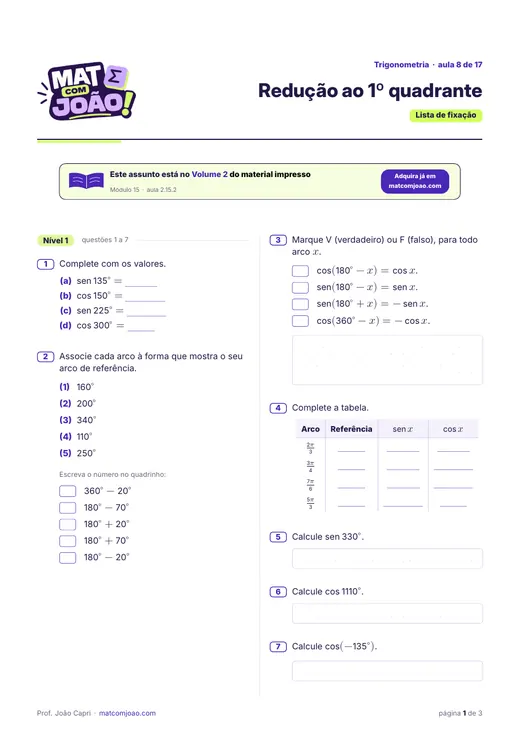 MAT Σ
COM
JOÃO!
Trigonometria · aula 8 de 17
Redução ao 1º quadrante
Lista de fixação
Este assunto está no Volume 2 do material impresso
Módulo 15 · aula 2.15.2
Adquira já em
matcomjoao.com
Nível 1 questões 1 a 7
1 Complete com os valores.
(a) sen 135° = ______
(b) cos 150° = ______
(c) sen 225° = ______
(d) cos 300° = ______
2 Associe cada arco à forma que mostra o seu
arco de referência.
(1) 160°
(2) 200°
(3) 340°
(4) 110°
(5) 250°
Escreva o número no quadrinho:
360° − 20°
180° − 70°
180° + 20°
180° + 70°
180° − 20°
3 Marque V (verdadeiro) ou F (falso), para todo
arco x.
cos(180° − x) = cos x.
sen(180° − x) = sen x.
sen(180° + x) = − sen x.
cos(360° − x) = − cos x.
4 Complete a tabela.
Arco Referência sen x cos x
2π/3
3π/4
7π/6
5π/3
5 Calcule sen 330°.
6 Calcule cos 1110°.
7 Calcule cos(−135°).
Prof. João Capri · matcomjoao.com
página 1 de 3